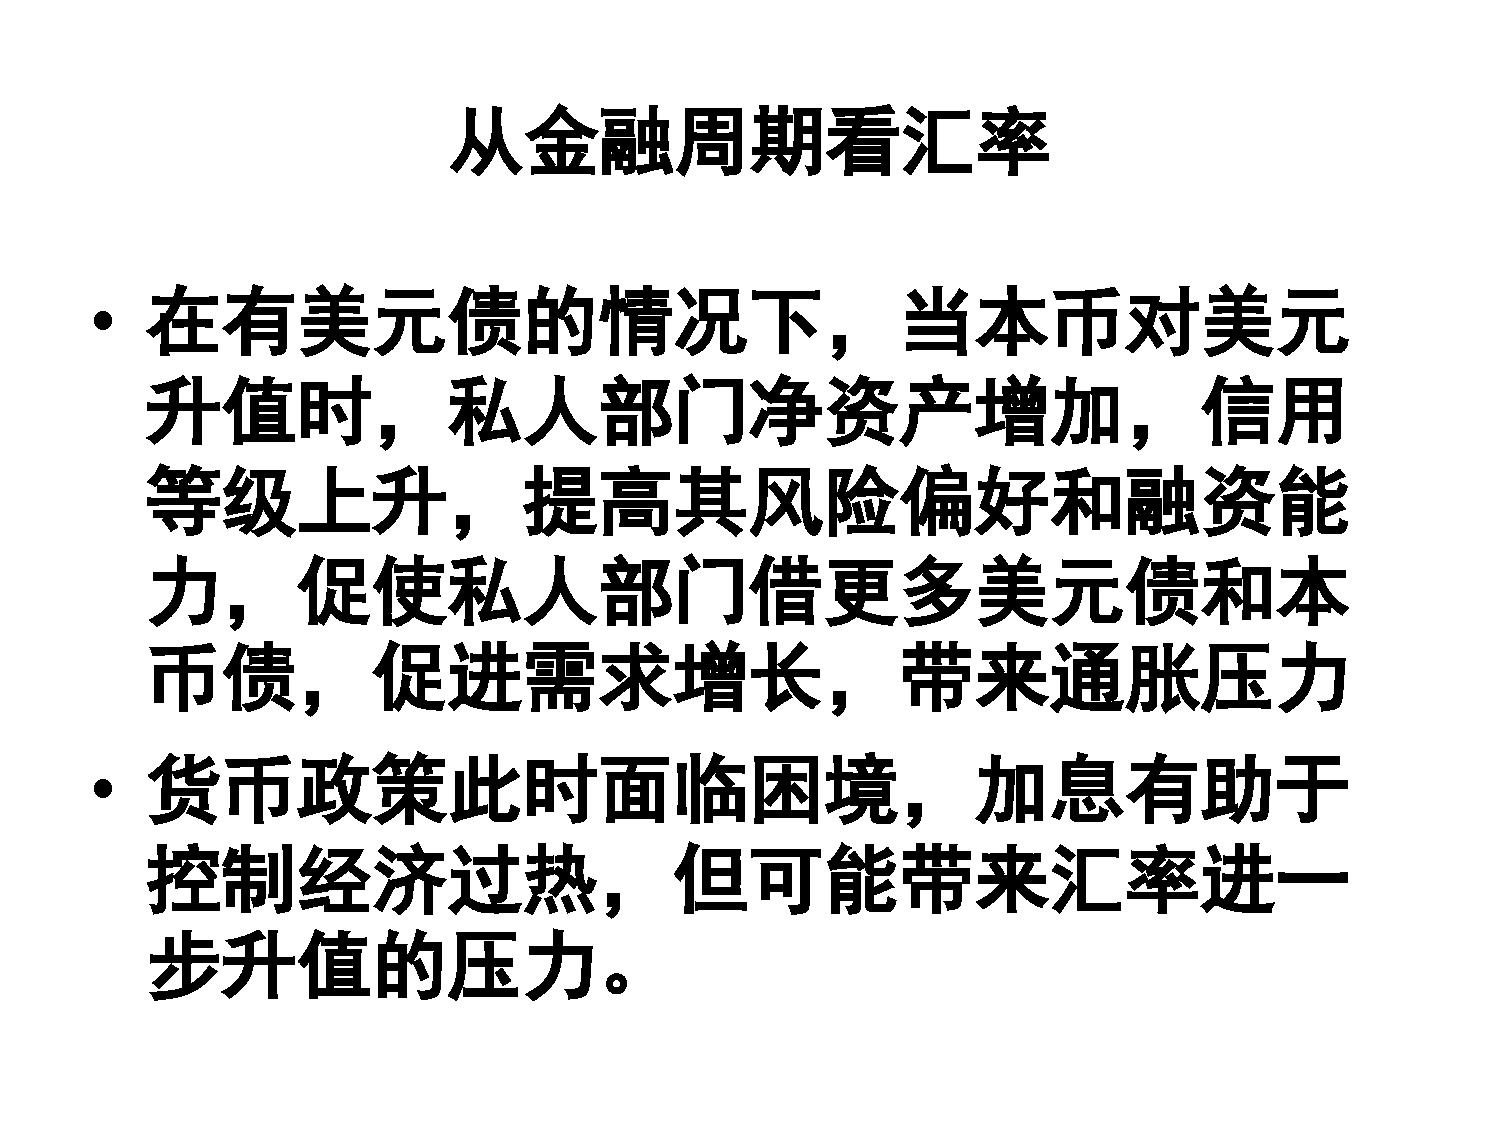 从金融周期看汇率
• 在有美元债的情况下，当本币对美元
升值时，私人部门净资产增加，信用
等级上升，提高其风险偏好和融资能
力，促使私人部门借更多美元债和本
币债，促进需求增长，带来通胀压力
• 货币政策此时面临困境，加息有助于
控制经济过热，但可能带来汇率进一
步升值的压力。